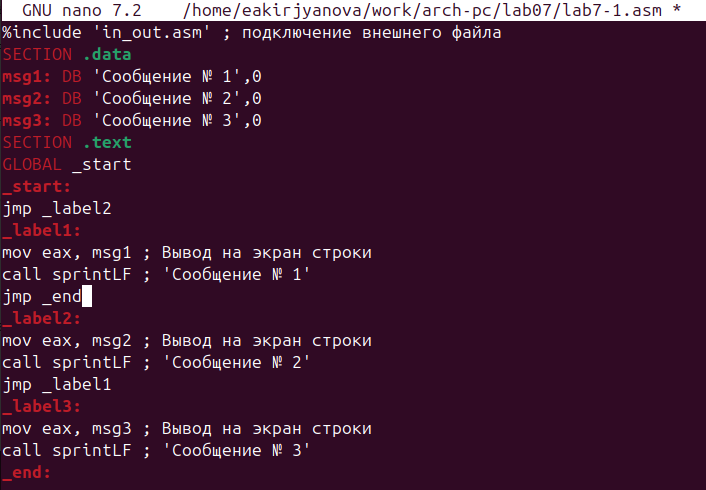 GNU nano 7.2    /home/eakirjyanova/work/arch-pc/lab07/lab7-1.asm *
%include 'in_out.asm' ; подключение внешнего файла
SECTION .data
msg1: DB 'Сообщение № 1',0
msg2: DB 'Сообщение № 2',0
msg3: DB 'Сообщение № 3',0
SECTION .text
GLOBAL _start
_start:
jmp _label2
_label1:
mov eax, msg1 ; Вывод на экран строки
call sprintLF ; 'Сообщение № 1'
jmp _end
_label2:
mov eax, msg2 ; Вывод на экран строки
call sprintLF ; 'Сообщение № 2'
jmp _label1
_label3:
mov eax, msg3 ; Вывод на экран строки
call sprintLF ; 'Сообщение № 3'
_end: